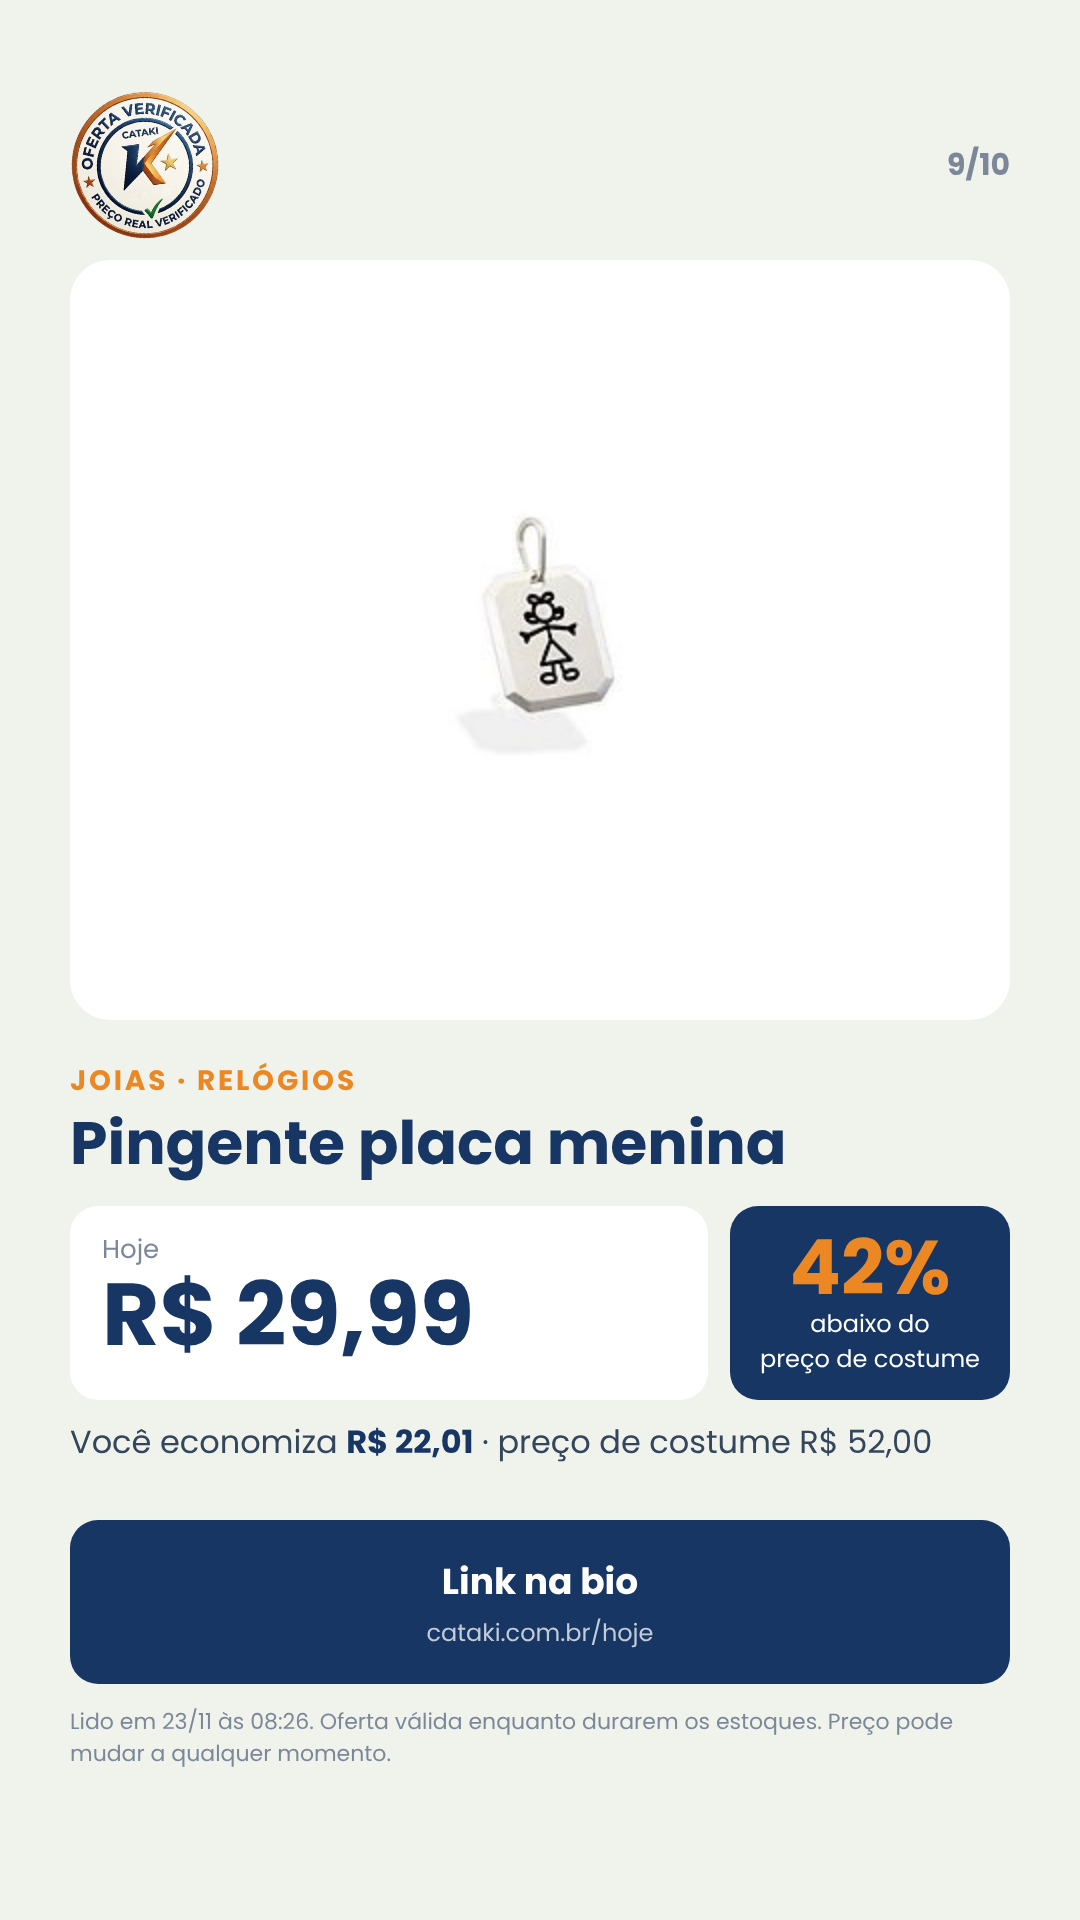 OFERTA VERIFICADA
CATAKI
K
PREÇO REAL VERIFICADO
9/10
JOIAS · RELÓGIOS
Pingente placa menina
Hoje
R$ 29,99
42%
abaixo do
preço de costume
Você economiza R$ 22,01 · preço de costume R$ 52,00
Link na bio
cataki.com.br/hoje
Lido em 23/11 às 08:26. Oferta válida enquanto durarem os estoques. Preço pode
mudar a qualquer momento.